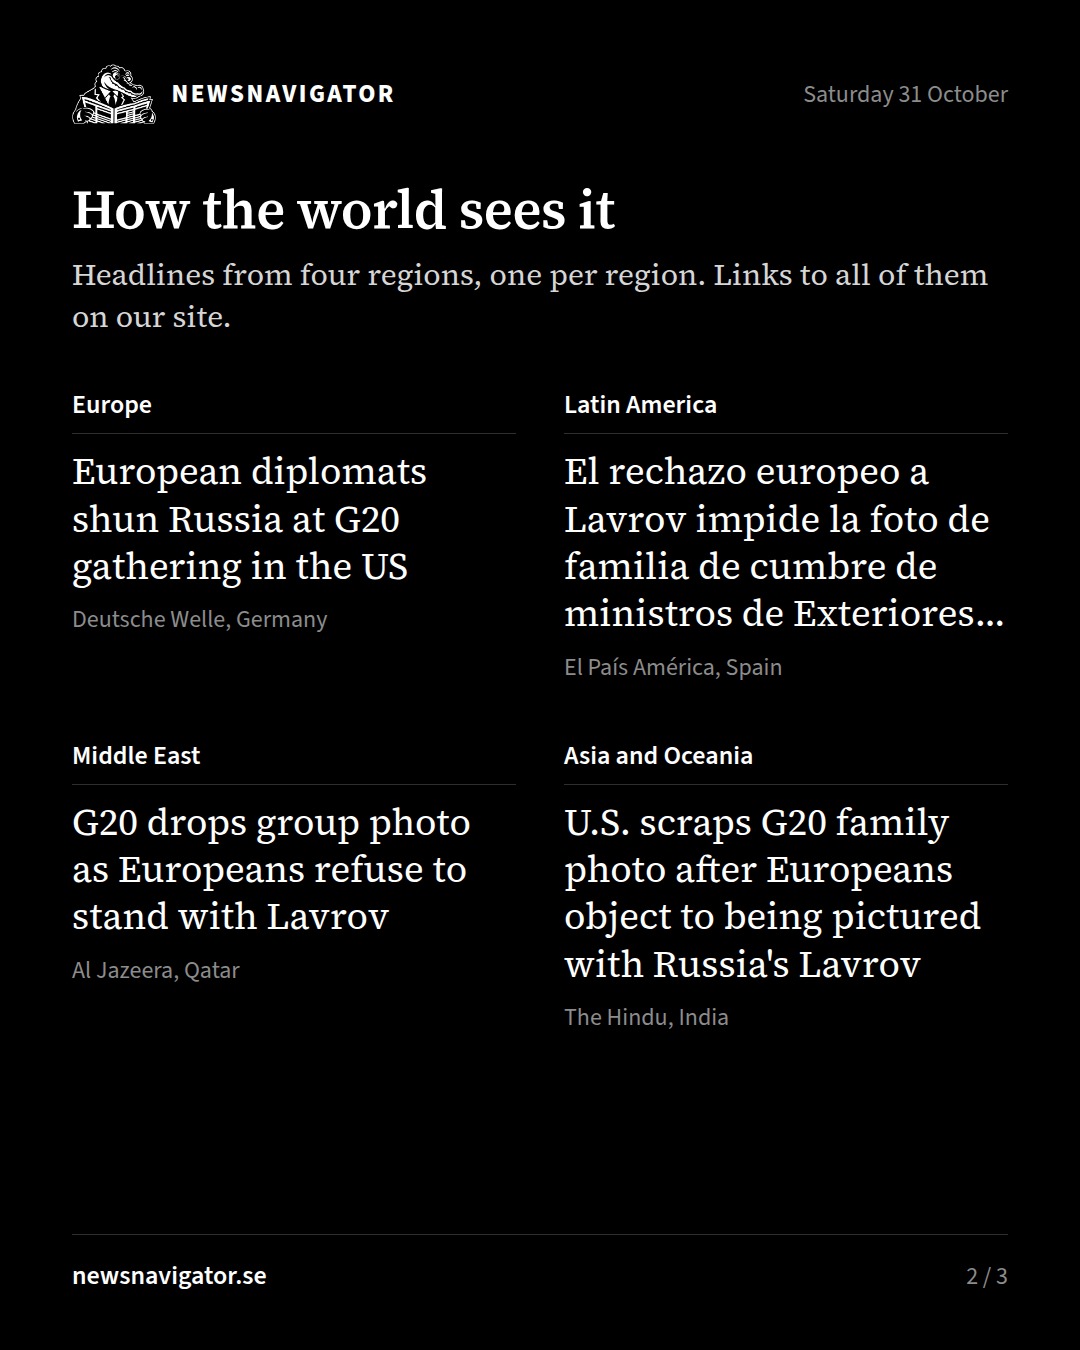 NEWSNAVIGATOR
Saturday 31 October
How the world sees it
Headlines from four regions, one per region. Links to all of them
on our site.
Europe
European diplomats
shun Russia at G20
gathering in the US
Deutsche Welle, Germany
Latin America
El rechazo europeo a
Lavrov impide la foto de
familia de cumbre de
ministros de Exteriores...
El País América, Spain
Middle East
G20 drops group photo
as Europeans refuse to
stand with Lavrov
Al Jazeera, Qatar
Asia and Oceania
U.S. scraps G20 family
photo after Europeans
object to being pictured
with Russia's Lavrov
The Hindu, India
newsnavigator.se
2 / 3